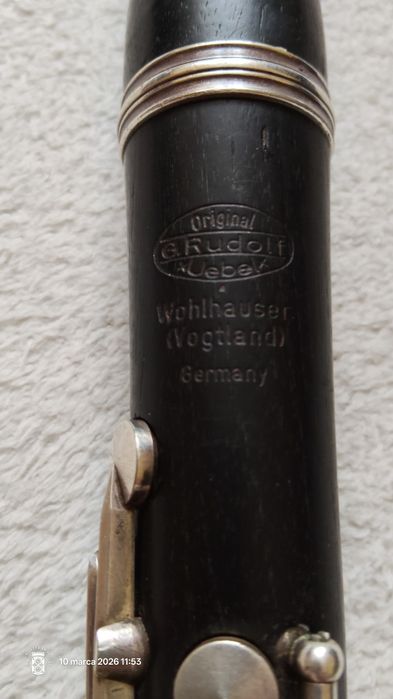 Original
G. Rudolf
Uebel
Wohlhausen
(Vogtland)
Germany
10 marca 2026 11:53